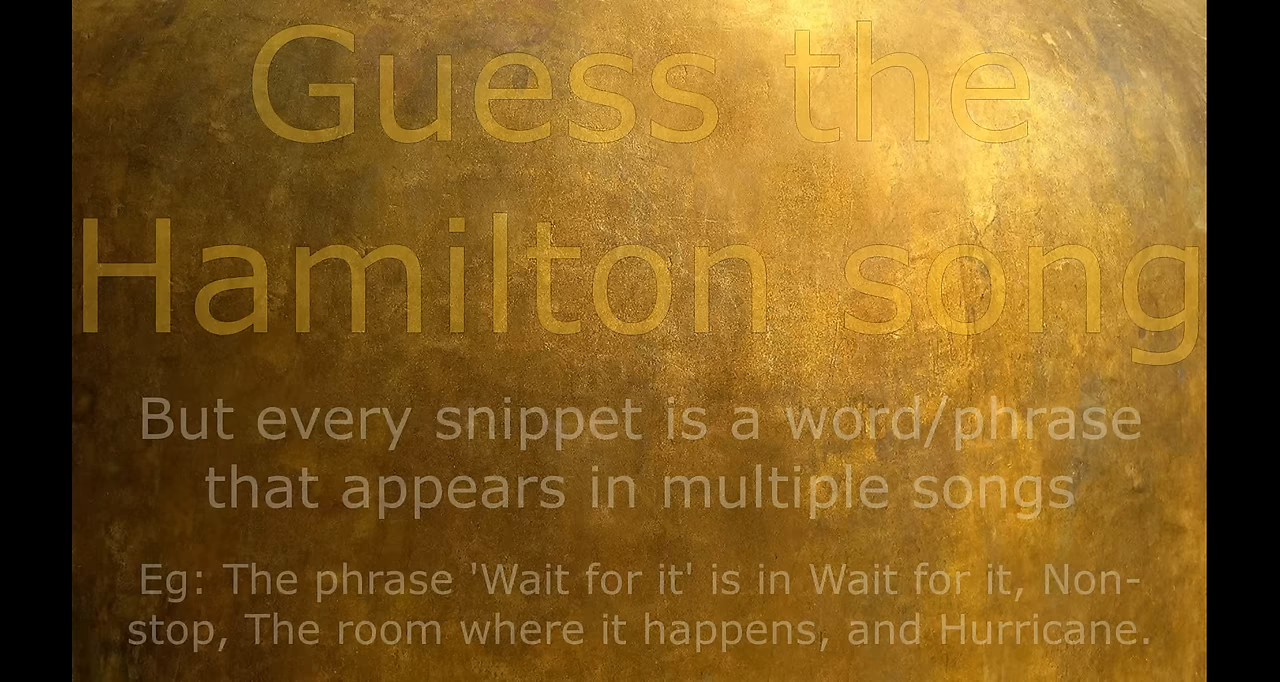 Guess the
Hamilton song
But every snippet is a word/phrase
that appears in multiple songs
Eg: The phrase 'Wait for it' is in Wait for it, Non-
stop, The room where it happens, and Hurricane.